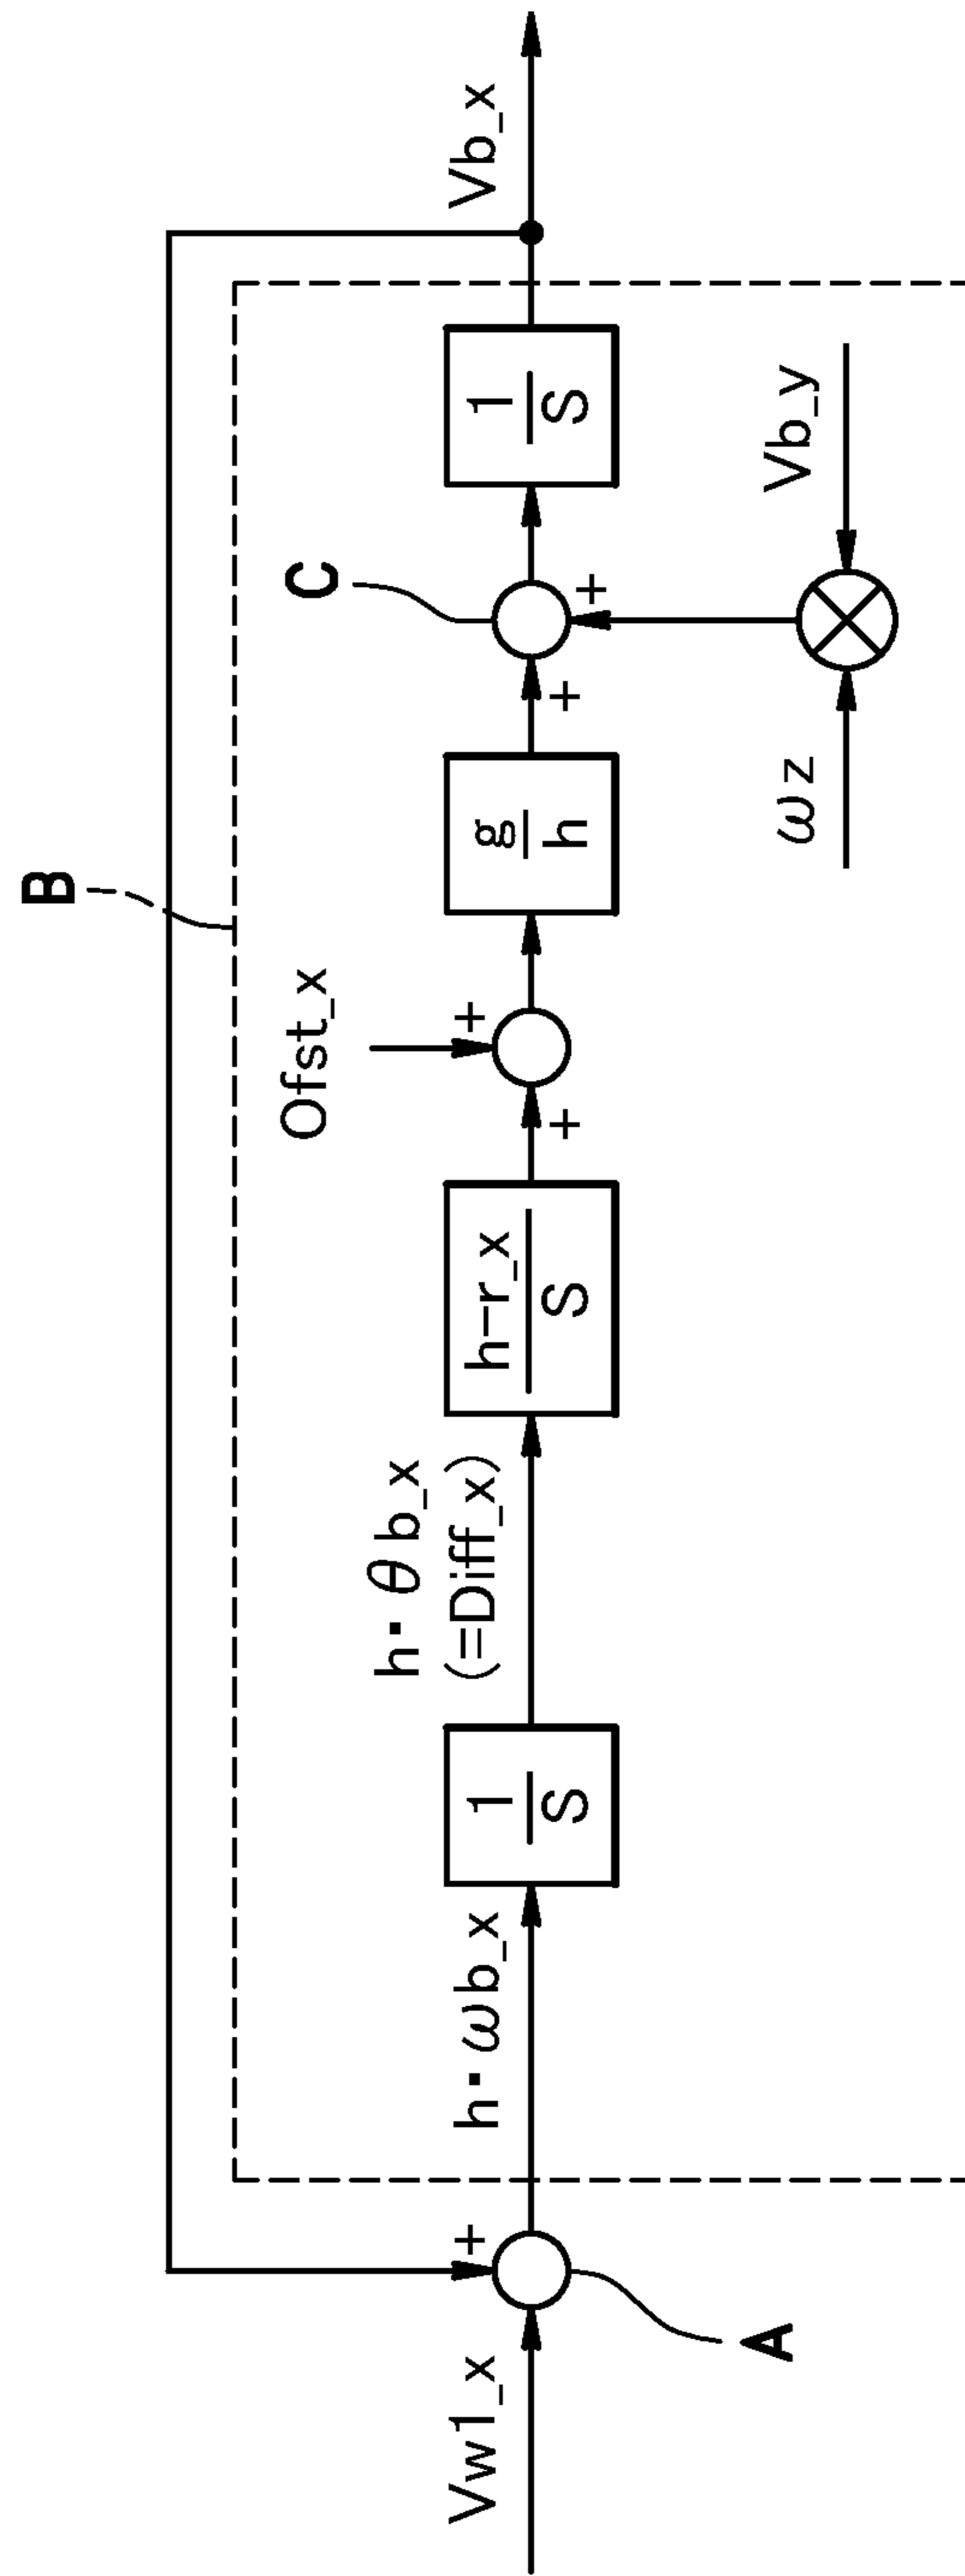 B
Ofst_x
C
Vw1_x
+
A
h・ωb_x
1
S
h・θb_x
(=Diff_x)
h-r_x
S
+
+
g
h
+
+
1
S
Vb_x
ωz
Vb_y